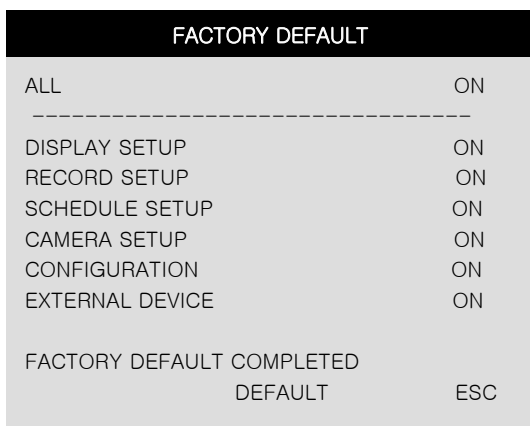 FACTORY DEFAULT
ALL ON
----------------------------------
DISPLAY SETUP ON
RECORD SETUP ON
SCHEDULE SETUP ON
CAMERA SETUP ON
CONFIGURATION ON
EXTERNAL DEVICE ON
FACTORY DEFAULT COMPLETED
DEFAULT ESC